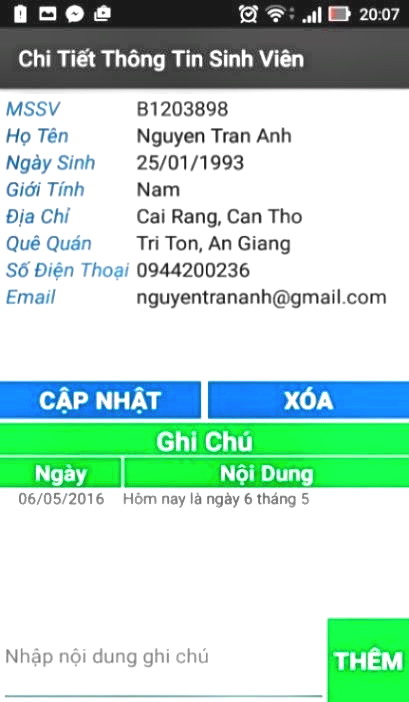 20:07
Chi Tiết Thông Tin Sinh Viên
MSSV B1203898
Họ Tên Nguyen Tran Anh
Ngày Sinh 25/01/1993
Giới Tính Nam
Địa Chỉ Cai Rang, Can Tho
Quê Quán Tri Ton, An Giang
Số Điện Thoại 0944200236
Email nguyentrananh@gmail.com
CẬP NHẬT XÓA
Ghi Chú
Ngày Nội Dung
06/05/2016 Hôm nay là ngày 6 tháng 5
Nhập nội dung ghi chú THÊM